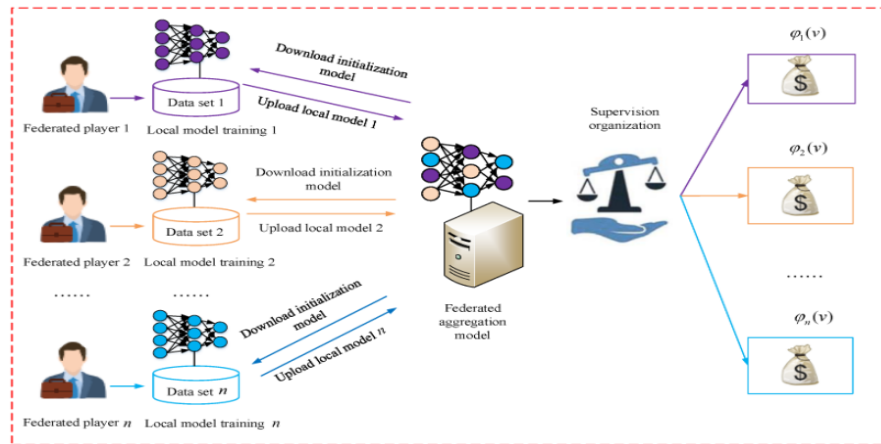 Download initialization
model
Upload local model 1
Data set 1
Federated player 1
Local model training 1
Download initialization
model
Upload local model 2
Data set 2
Federated player 2
Local model training 2
……
……
Download initialization
model
Upload local model n
Data set n
Federated player n
Local model training n
Federated
aggregation
model
Supervision
organization
φ₁(v)
$
φ₂(v)
$
……
φₙ(v)
$